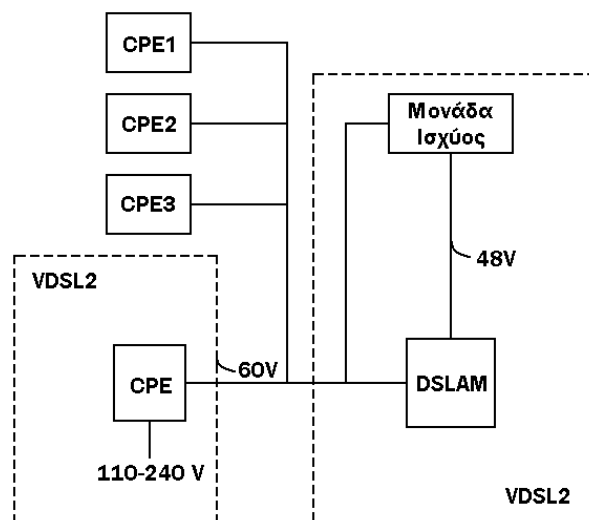 CPE1
CPE2
CPE3
Μονάδα
Ισχύος
48V
VDSL2
60V
CPE
DSLAM
110-240 V
VDSL2